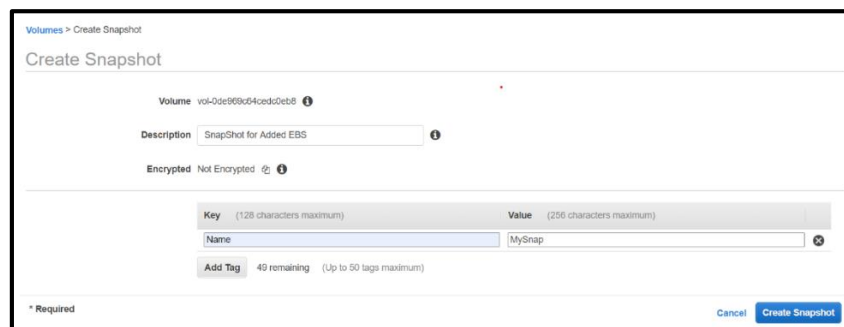 Volumes > Create Snapshot
Create Snapshot
Volume vol-0de969c64cedc0eb8
Description SnapShot for Added EBS
Encrypted Not Encrypted
Key (128 characters maximum) Value (256 characters maximum)
Name MySnap
Add Tag 49 remaining (Up to 50 tags maximum)
* Required Cancel Create Snapshot